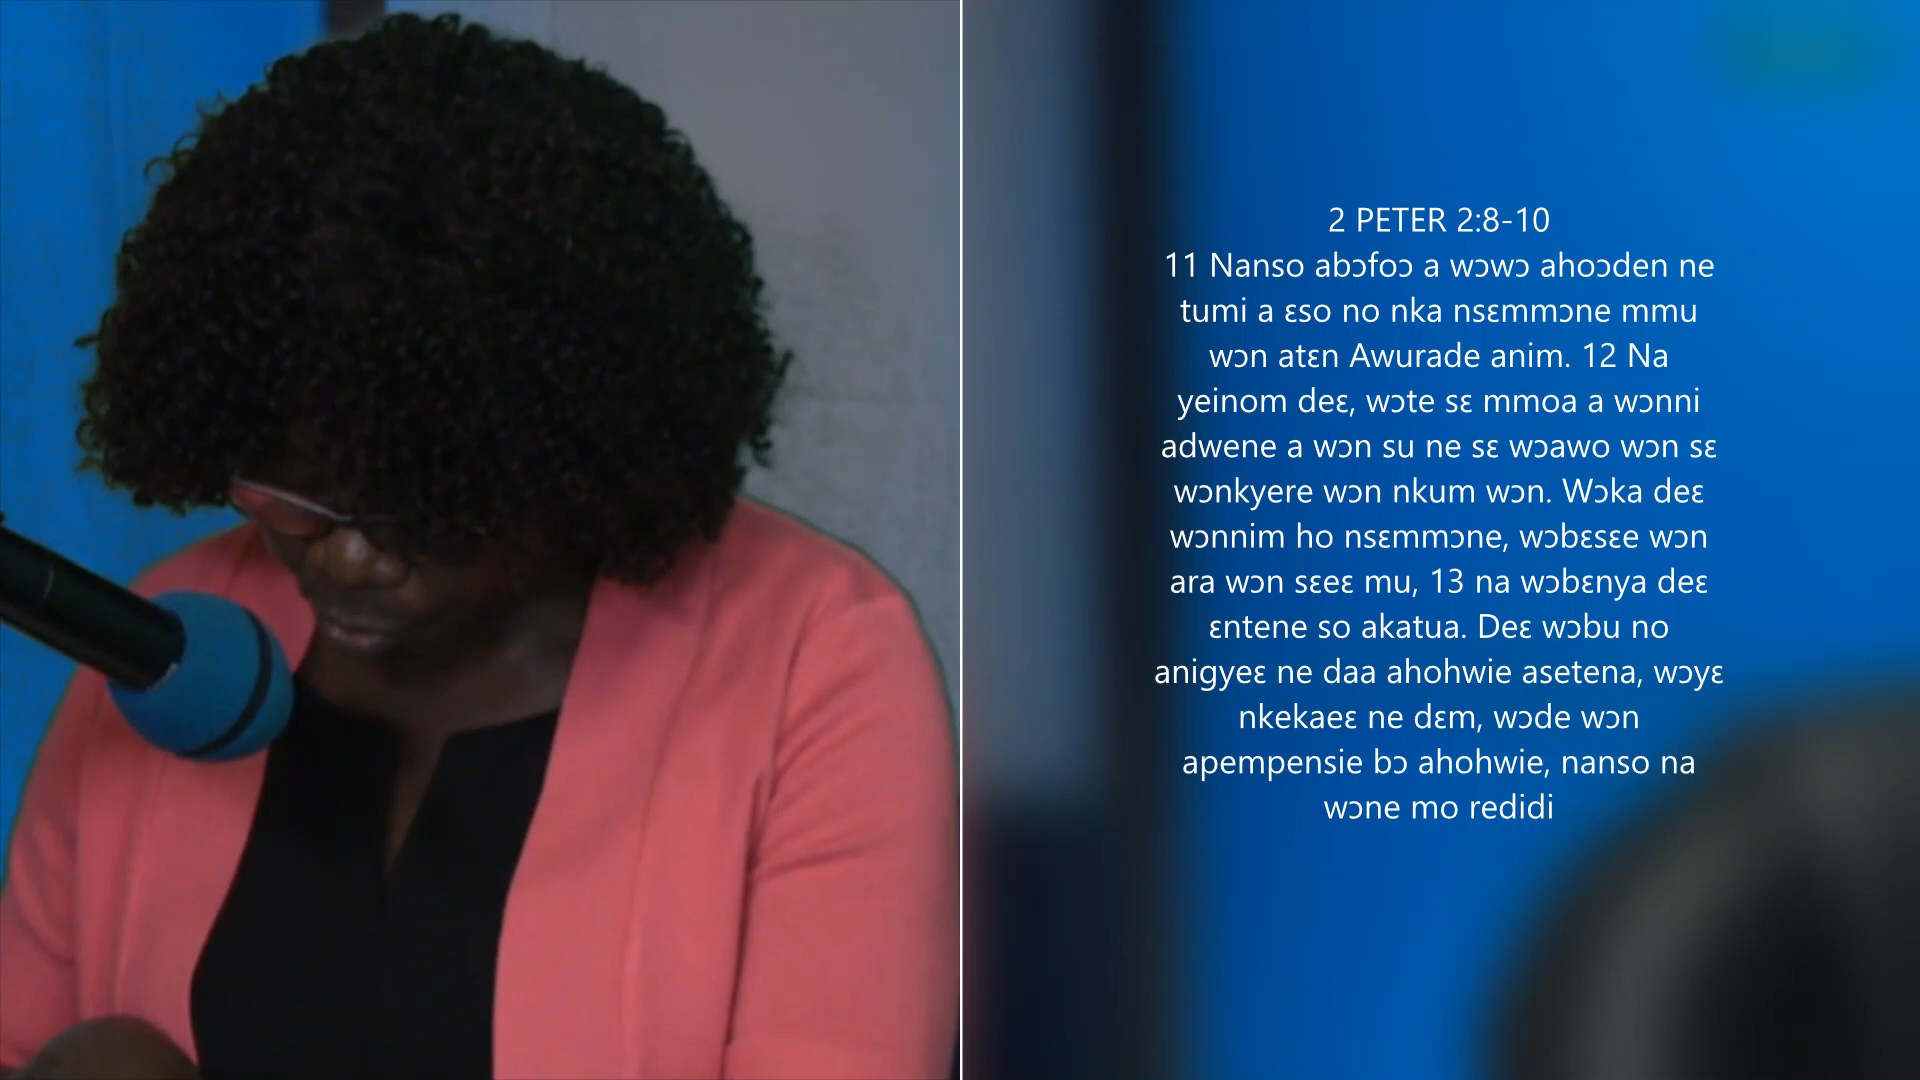 2 PETER 2:8-10
11 Nanso abɔfoɔ a wɔwɔ ahoɔden ne
tumi a ɛso no nka nsɛmmɔne mmu
wɔn atɛn Awurade anim. 12 Na
yeinom deɛ, wɔte sɛ mmoa a wɔnni
adwene a wɔn su ne sɛ wɔawo wɔn sɛ
wɔnkyere wɔn nkum wɔn. Wɔka deɛ
wɔnnim ho nsɛmmɔne, wɔbɛsɛe wɔn
ara wɔn sɛeɛ mu, 13 na wɔbɛnya deɛ
ɛntene so akatua. Deɛ wɔbu no
anigyeɛ ne daa ahohwie asetena, wɔyɛ
nkekaeɛ ne dɛm, wɔde wɔn
apempensie bɔ ahohwie, nanso na
wɔne mo redidi